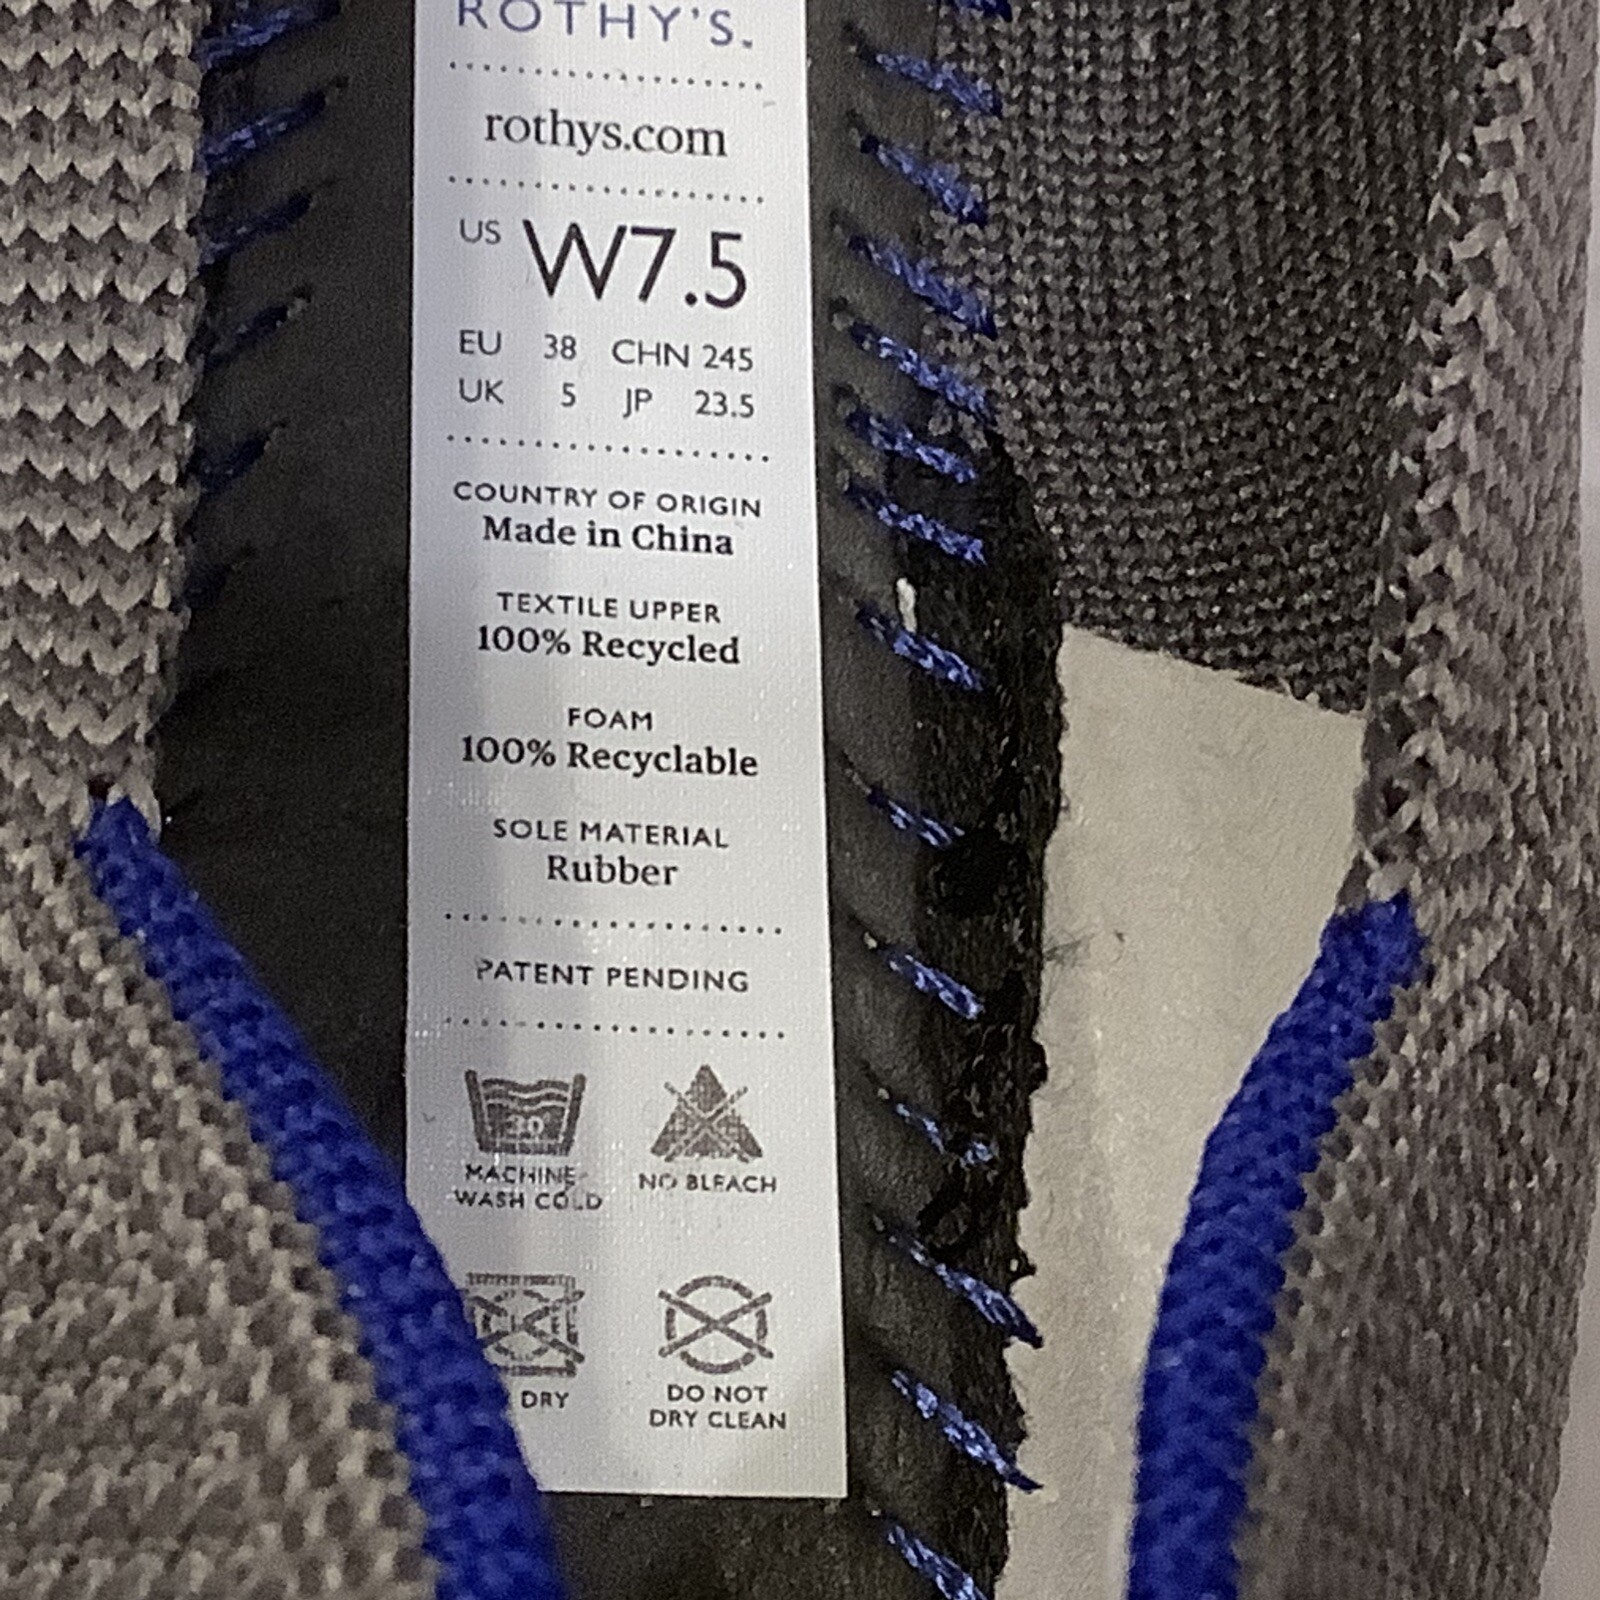 ROTHY'S.
rothys.com
US W7.5
EU 38 CHN 245
UK 5 JP 23.5
COUNTRY OF ORIGIN
Made in China
TEXTILE UPPER
100% Recycled
FOAM
100% Recyclable
SOLE MATERIAL
Rubber
PATENT PENDING
30
MACHINE NO BLEACH
WASH COLD
DRY DO NOT
DRY CLEAN